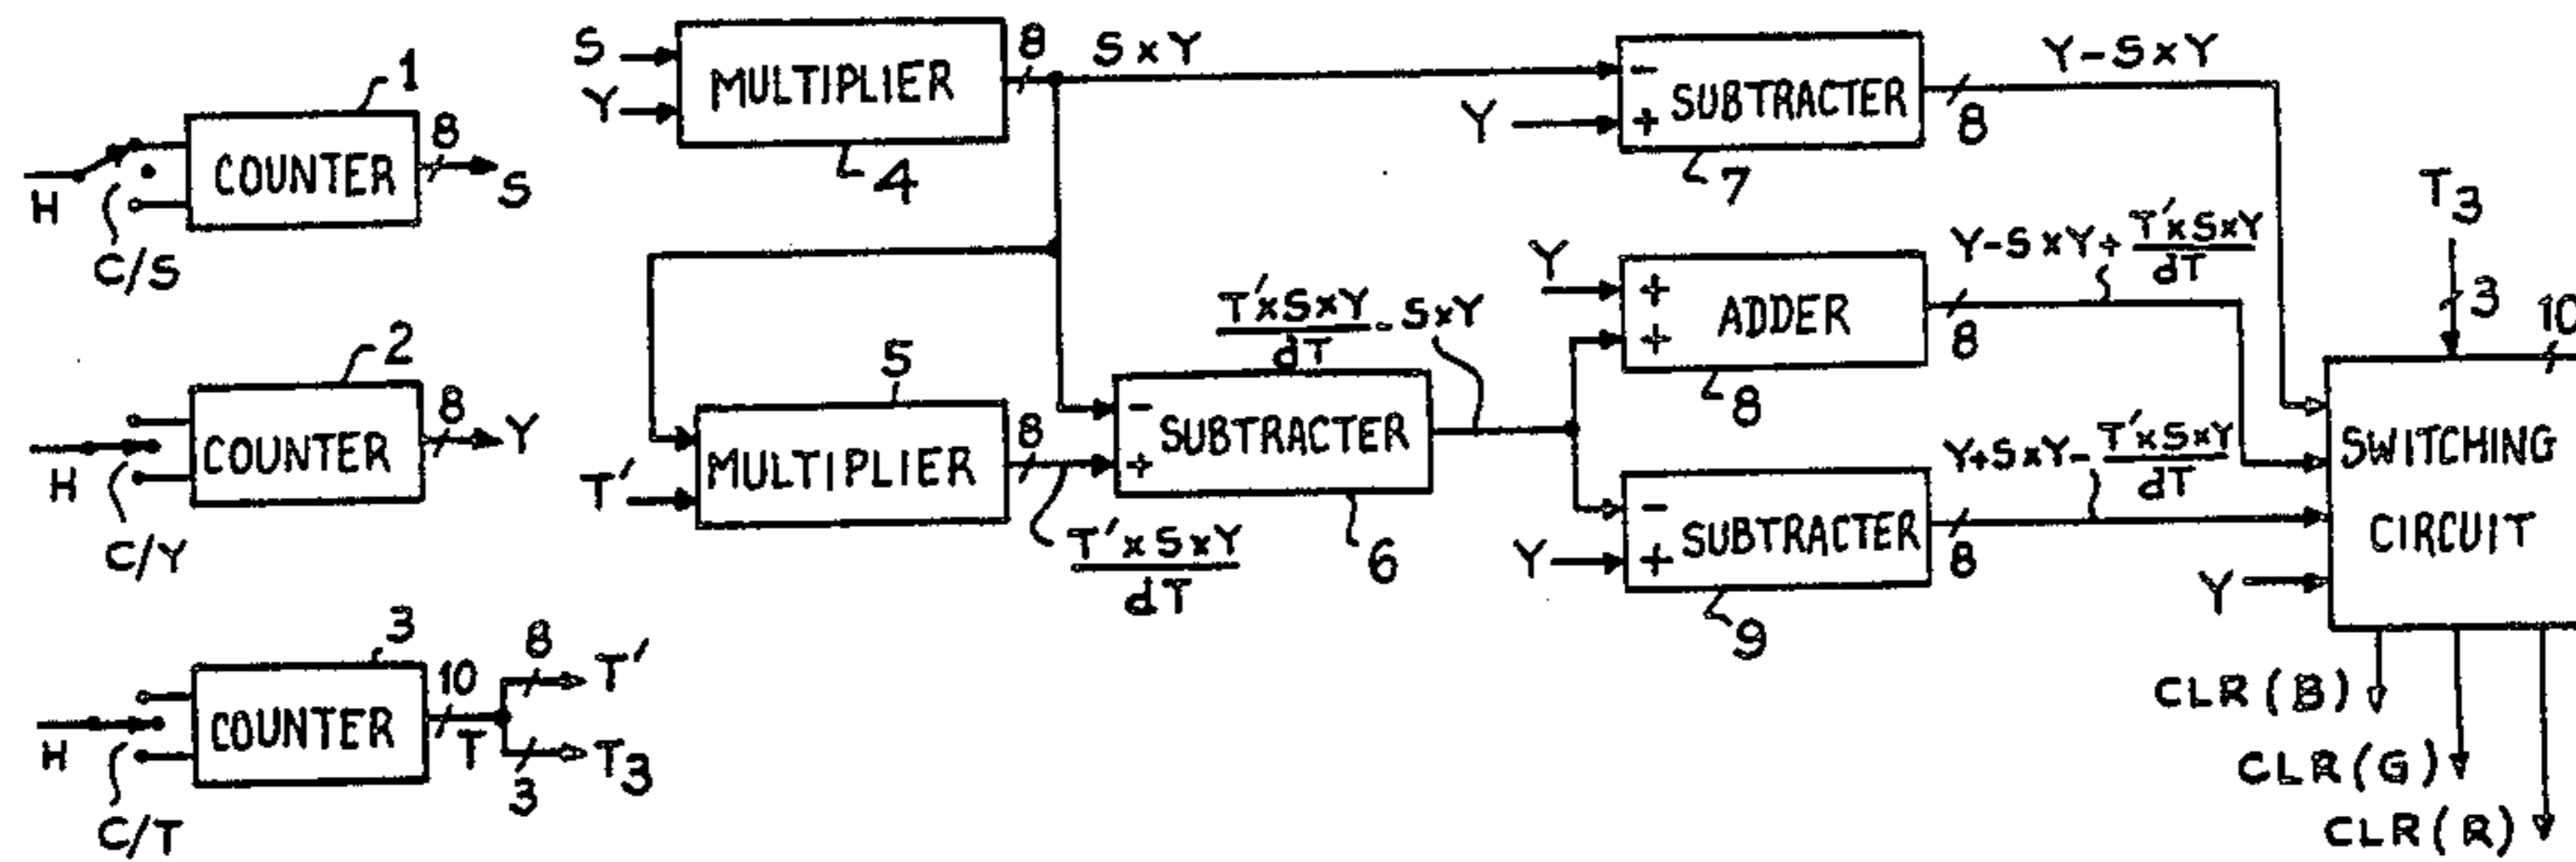 H
C/S
1
COUNTER
8
S
H
C/Y
2
COUNTER
8
Y
H
C/T
3
COUNTER
10
T
8
T'
3
T3
S
Y
MULTIPLIER
4
8
S x Y
T'
5
MULTIPLIER
8
T' x S x Y
dT
T' x S x Y - S x Y
dT
-
+
SUBTRACTER
6
Y
-
+
SUBTRACTER
7
8
Y - S x Y
Y
+
+
ADDER
8
8
Y - S x Y + T' x S x Y
dT
Y
-
+
SUBTRACTER
9
8
Y + S x Y - T' x S x Y
dT
T3
3
10
SWITCHING
CIRCUIT
Y
CLR (B)
CLR (G)
CLR (R)